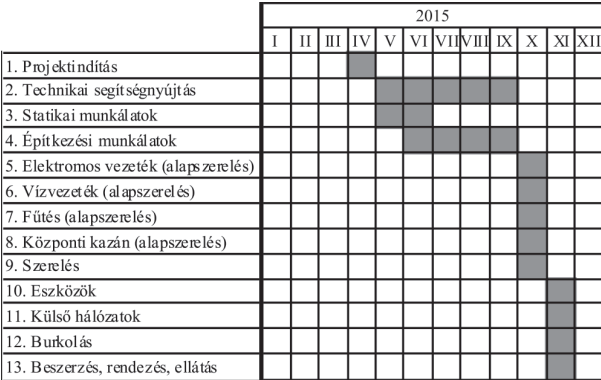 2015
I II III IV V VI VII VIII IX X XI XII
1. Projektindítás
2. Technikai segítségnyújtás
3. Statikai munkálatok
4. Építkezési munkálatok
5. Elektromos vezeték (alapszerelés)
6. Vízvezeték (alapszerelés)
7. Fűtés (alapszerelés)
8. Központi kazán (alapszerelés)
9. Szerelés
10. Eszközök
11. Külső hálózatok
12. Burkolás
13. Beszerzés, rendezés, ellátás